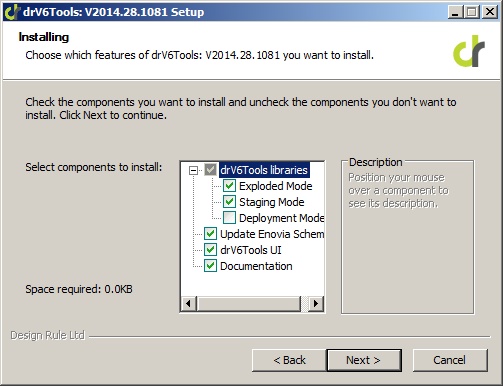 drV6Tools: V2014.28.1081 Setup
Installing
Choose which features of drV6Tools: V2014.28.1081 you want to install.
dr
Check the components you want to install and uncheck the components you don't want to
install. Click Next to continue.
Select components to install:
drV6Tools libraries
Exploded Mode
Staging Mode
Deployment Mode
Update Enovia Schem
drV6Tools UI
Documentation
Description
Position your mouse
over a component to
see its description.
Space required: 0.0KB
Design Rule Ltd
< Back
Next >
Cancel